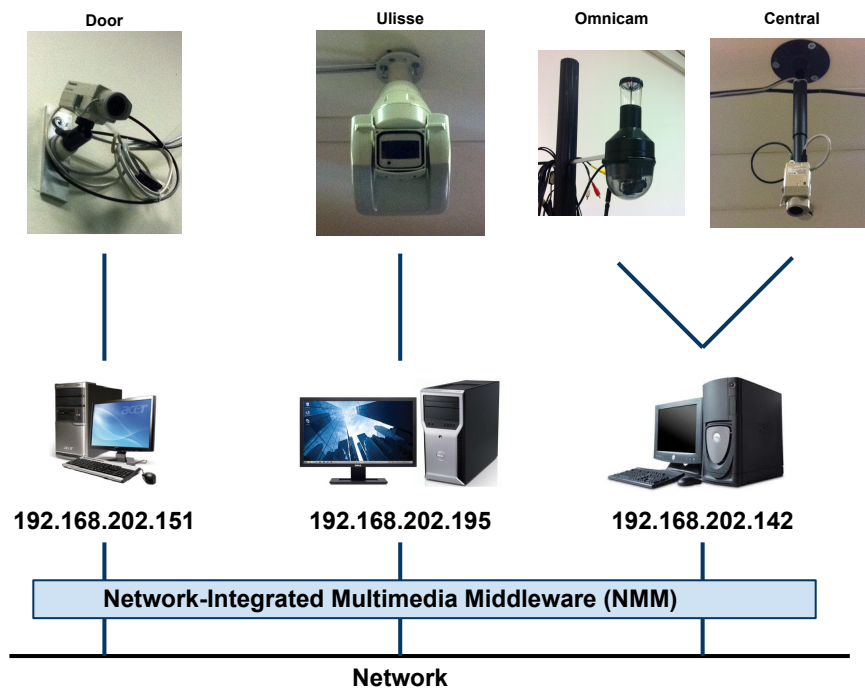 Door
Ulisse
Omnicam
Central
acer
192.168.202.151
192.168.202.195
192.168.202.142
Network-Integrated Multimedia Middleware (NMM)
Network